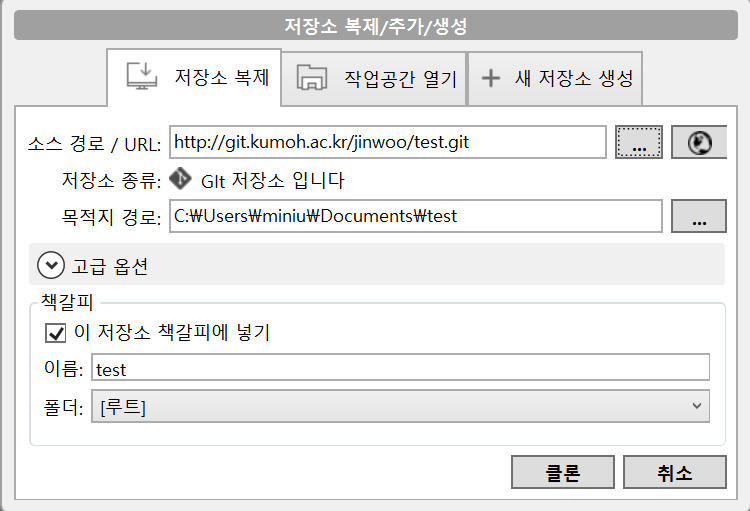 저장소 복제/추가/생성
저장소 복제
작업공간 열기
새 저장소 생성
소스 경로 / URL: http://git.kumoh.ac.kr/jinwoo/test.git ...
저장소 종류: GIt 저장소 입니다
목적지 경로: C:₩Users₩miniu₩Documents₩test ...
고급 옵션
책갈피
이 저장소 책갈피에 넣기
이름: test
폴더: [루트]
클론 취소